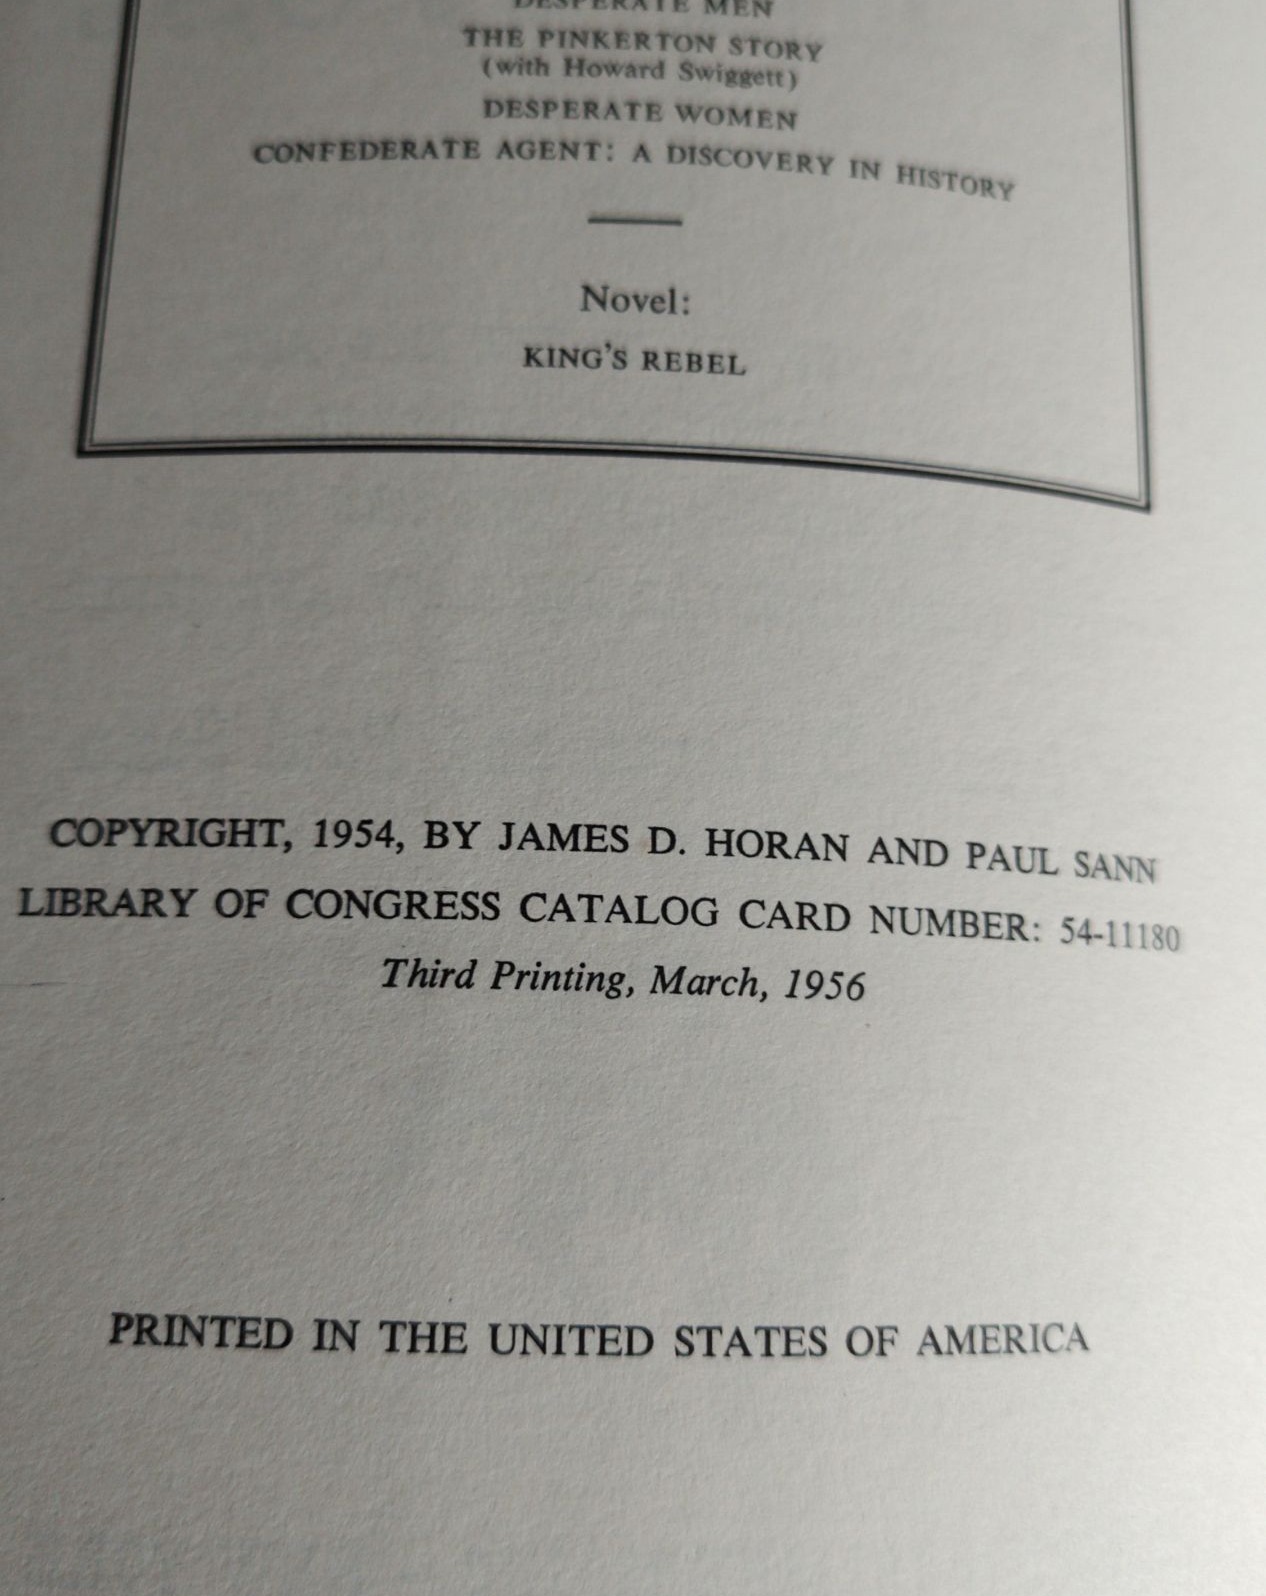 DESPERATE MEN
THE PINKERTON STORY
(with Howard Swiggett)
DESPERATE WOMEN
CONFEDERATE AGENT: A DISCOVERY IN HISTORY
Novel:
KING'S REBEL
COPYRIGHT, 1954, BY JAMES D. HORAN AND PAUL SANN
LIBRARY OF CONGRESS CATALOG CARD NUMBER: 54-11180
Third Printing, March, 1956
PRINTED IN THE UNITED STATES OF AMERICA